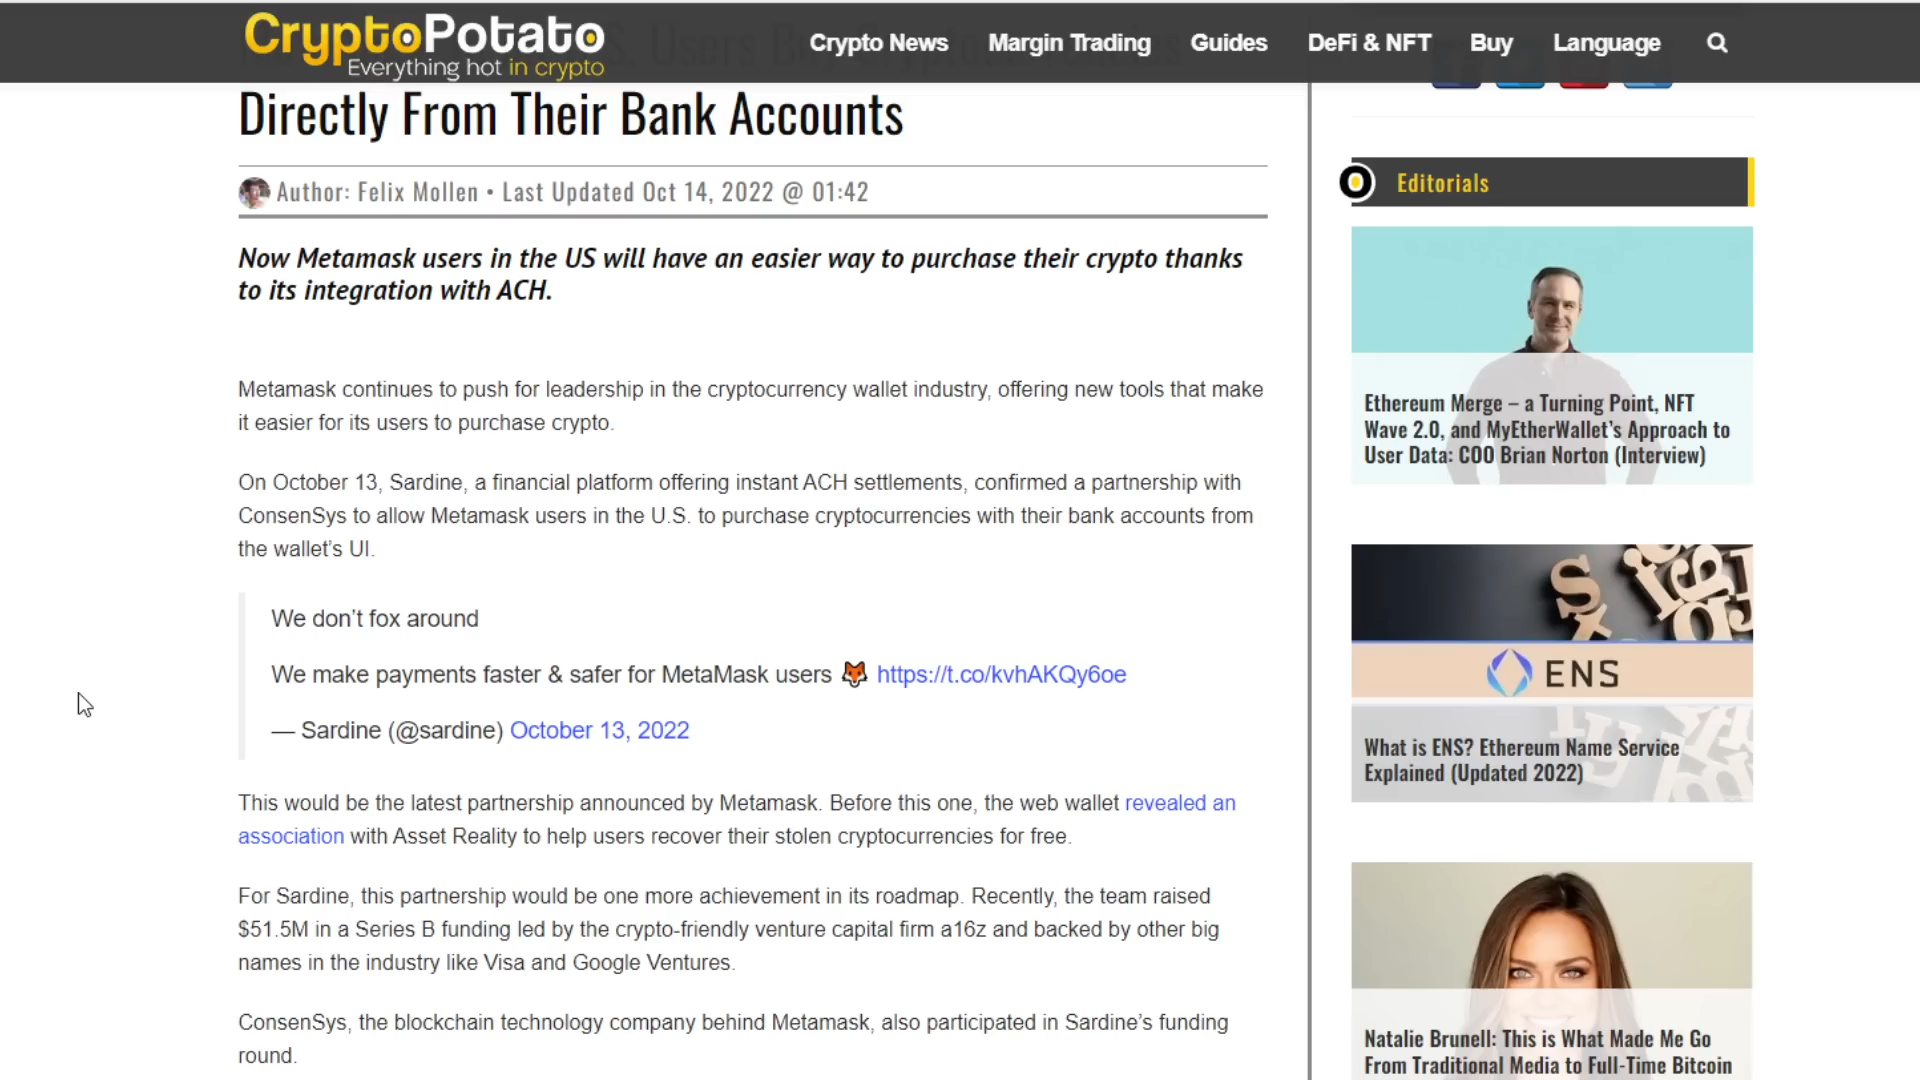 CryptoPotato
Everything hot in crypto
Crypto News
Margin Trading
Guides
DeFi & NFT
Buy
Language
Directly From Their Bank Accounts
Author: Felix Mollen • Last Updated Oct 14, 2022 @ 01:42
Now Metamask users in the US will have an easier way to purchase their crypto thanks
to its integration with ACH.
Metamask continues to push for leadership in the cryptocurrency wallet industry, offering new tools that make
it easier for its users to purchase crypto.
On October 13, Sardine, a financial platform offering instant ACH settlements, confirmed a partnership with
ConsenSys to allow Metamask users in the U.S. to purchase cryptocurrencies with their bank accounts from
the wallet’s UI.
We don’t fox around
We make payments faster & safer for MetaMask users 🦊 https://t.co/kvhAKQy6oe
— Sardine (@sardine) October 13, 2022
This would be the latest partnership announced by Metamask. Before this one, the web wallet revealed an
association with Asset Reality to help users recover their stolen cryptocurrencies for free.
For Sardine, this partnership would be one more achievement in its roadmap. Recently, the team raised
$51.5M in a Series B funding led by the crypto-friendly venture capital firm a16z and backed by other big
names in the industry like Visa and Google Ventures.
ConsenSys, the blockchain technology company behind Metamask, also participated in Sardine’s funding
round.
Editorials
Ethereum Merge – a Turning Point, NFT
Wave 2.0, and MyEtherWallet’s Approach to
User Data: COO Brian Norton (Interview)
ENS
What is ENS? Ethereum Name Service
Explained (Updated 2022)
Natalie Brunell: This is What Made Me Go
From Traditional Media to Full-Time Bitcoin